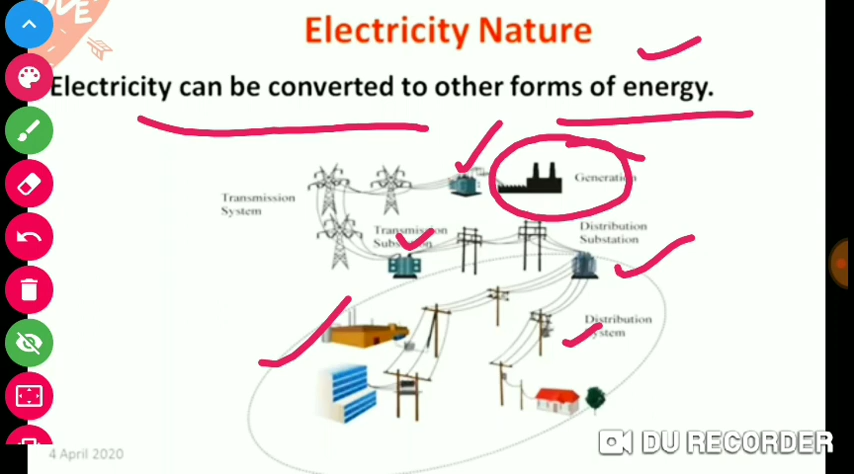 Electricity Nature
Electricity can be converted to other forms of energy.
Generation
Transmission
System
Transmission
Substation
Distribution
Substation
Distribution
System
4 April 2020
DU RECORDER